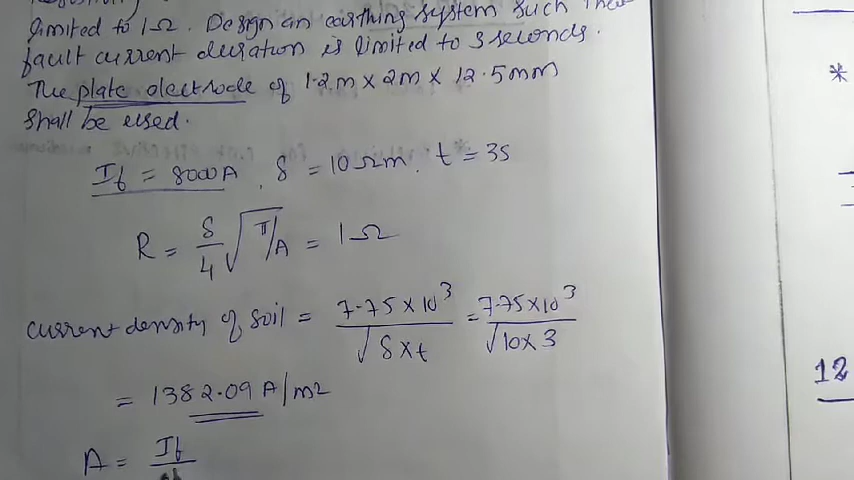 limited to 1Ω. Design an earthing system such that
fault current duration is limited to 3 seconds.
The plate electrode of 1.2m × 2m × 12.5mm
shall be used.
If = 8000A . δ = 10Ωm. t = 3S
R = δ/4 √π/A = 1Ω
current density of soil = 7.75×10³/√δ×t = 7.75×10³/√10×3
= 1382.09 A/m²
A = If
*
12